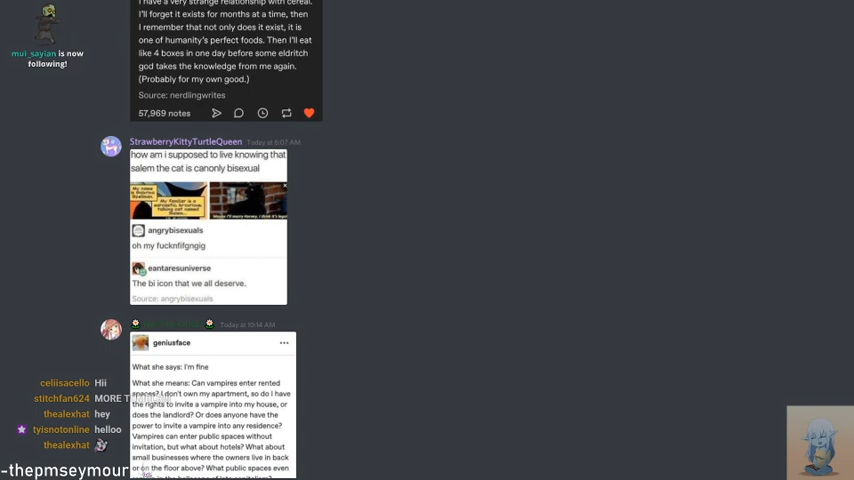 I have a very strange relationship with cereal.
I'll forget it exists for months at a time, then
I remember that not only does it exist, it is
one of humanity's perfect foods. Then I'll eat
like 4 boxes in one day before some eldritch
god takes the knowledge from me again.
(Probably for my own good.)
Source: nerdlingwrites
57,969 notes
mui_sayian is now
following!
StrawberryKittyTurtleQueen Today at 6:07 AM
how am i supposed to live knowing that
salem the cat is canonly bisexual
angrybisexuals
oh my fucknfifgngig
eantaresuniverse
The bi icon that we all deserve.
Source: angrybisexuals
Today at 10:14 AM
geniusface
What she says: I'm fine
What she means: Can vampires enter rented
spaces? I don't own my apartment, so do I have
the rights to invite a vampire into my house, or
does the landlord? Or does anyone have the
power to invite a vampire into any residence?
Vampires can enter public spaces without
invitation, but what about hotels? What about
small businesses where the owners live in back
or on the floor above? What public spaces even
celiisacello Hii
stitchfan624 MORE
thealexhat hey
tyisnotonline helloo
thealexhat
-thepmseymour